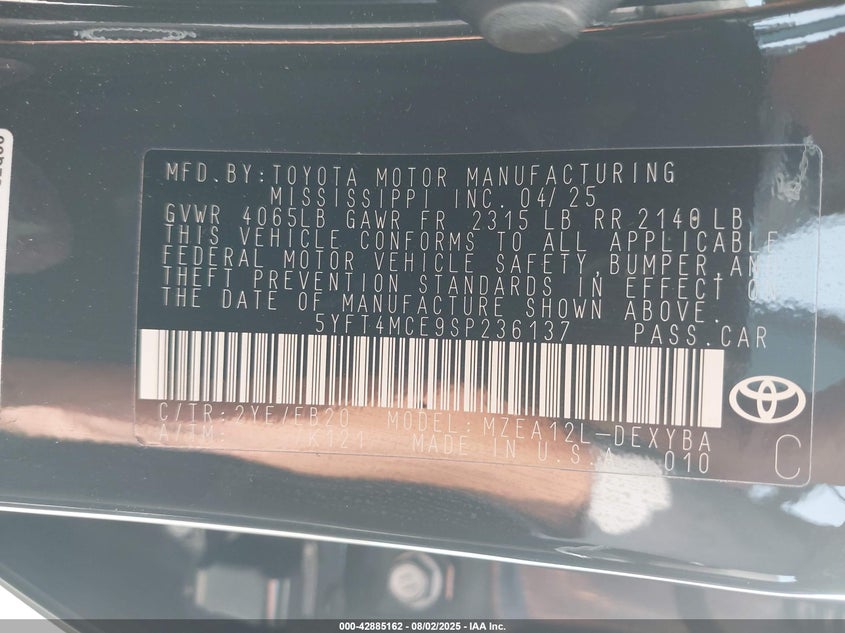 MFD.BY:TOYOTA MOTOR MANUFACTURING
MISSISSIPPI INC. 04/25
GVWR 4065LB GAWR FR 2315 LB RR 2140 LB
THIS VEHICLE CONFORMS TO ALL APPLICABLE
FEDERAL MOTOR VEHICLE SAFETY,BUMPER,AND
THEFT PREVENTION STANDARDS IN EFFECT ON
THE DATE OF MANUFACTURE SHOWN ABOVE.
5YFT4MCE9SP236137 PASS.CAR
C/TR:2YE/EB20 MODEL:MZEA12L-DEXYBA
A/TM: /K121 MADE IN U.S.A. 010
C
000-42885162 - 08/02/2025 - IAA Inc.